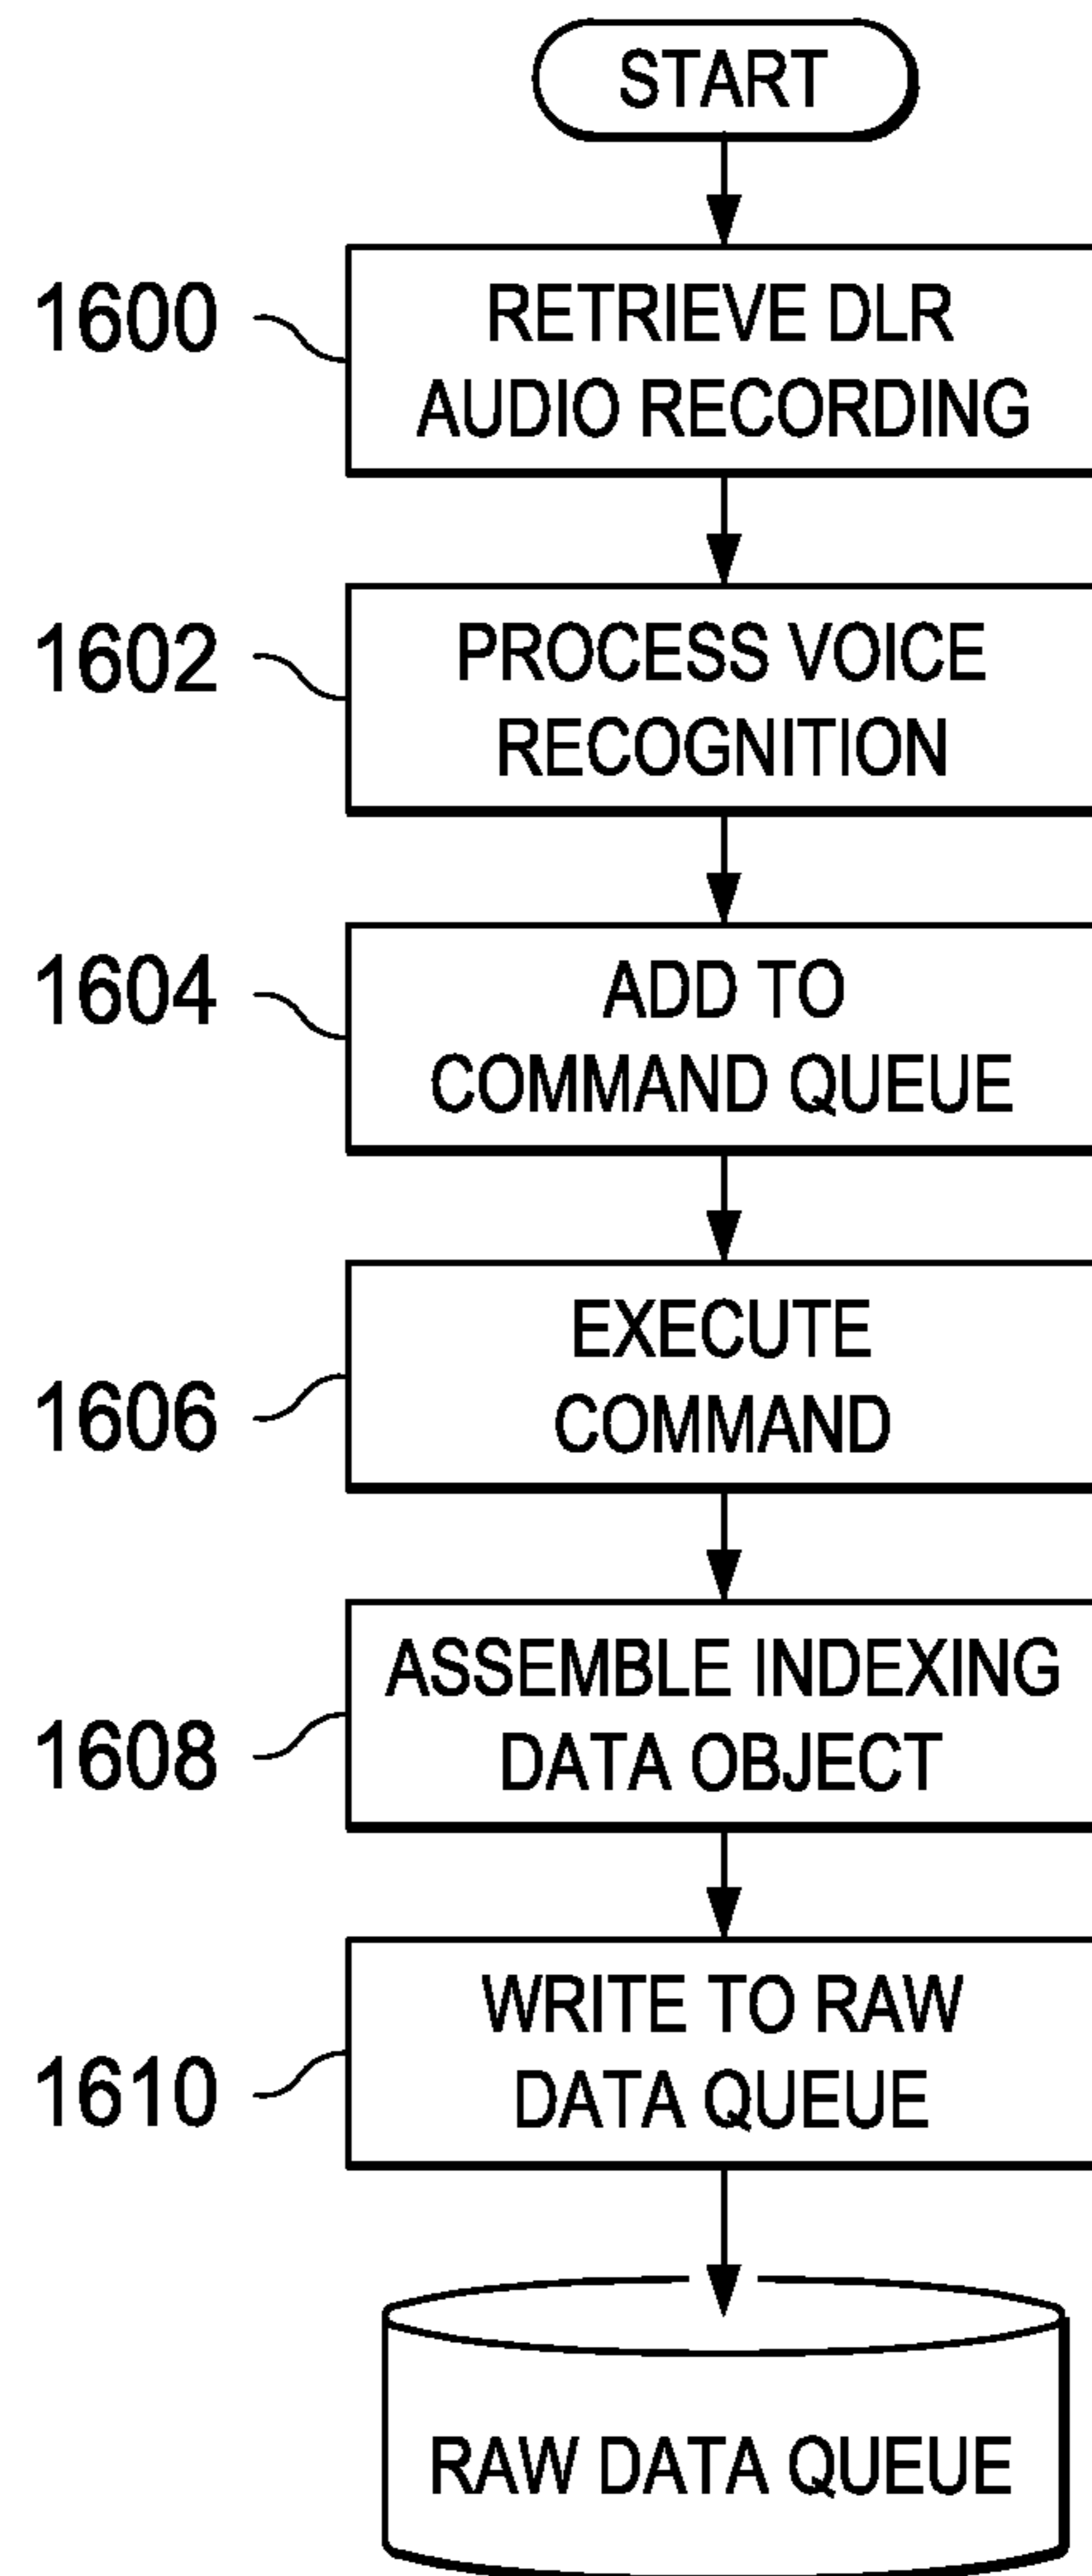 START
1600
RETRIEVE DLR
AUDIO RECORDING
1602
PROCESS VOICE
RECOGNITION
1604
ADD TO
COMMAND QUEUE
1606
EXECUTE
COMMAND
1608
ASSEMBLE INDEXING
DATA OBJECT
1610
WRITE TO RAW
DATA QUEUE
RAW DATA QUEUE